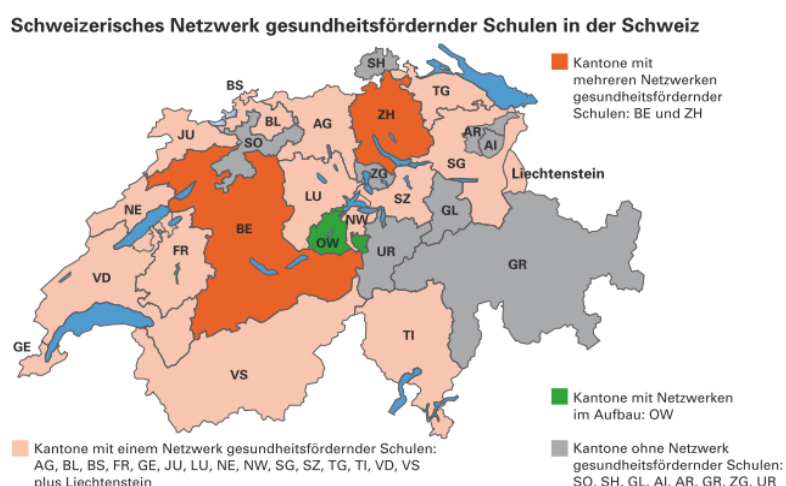 Schweizerisches Netzwerk gesundheitsfördernder Schulen in der Schweiz
SH
Kantone mit
mehreren Netzwerken
gesundheitsfördernder
Schulen: BE und ZH
BS
TG
BL
AG
ZH
JU
SO
AR
AI
SG
ZG
Liechtenstein
LU
SZ
NE
NW
GL
BE
OW
FR
UR
GR
VD
TI
GE
VS
Kantone mit Netzwerken
im Aufbau: OW
Kantone mit einem Netzwerk gesundheitsfördernder Schulen:
AG, BL, BS, FR, GE, JU, LU, NE, NW, SG, SZ, TG, TI, VD, VS
plus Liechtenstein
Kantone ohne Netzwerk
gesundheitsfördernder Schulen:
SO, SH, GL, AI, AR, GR, ZG, UR